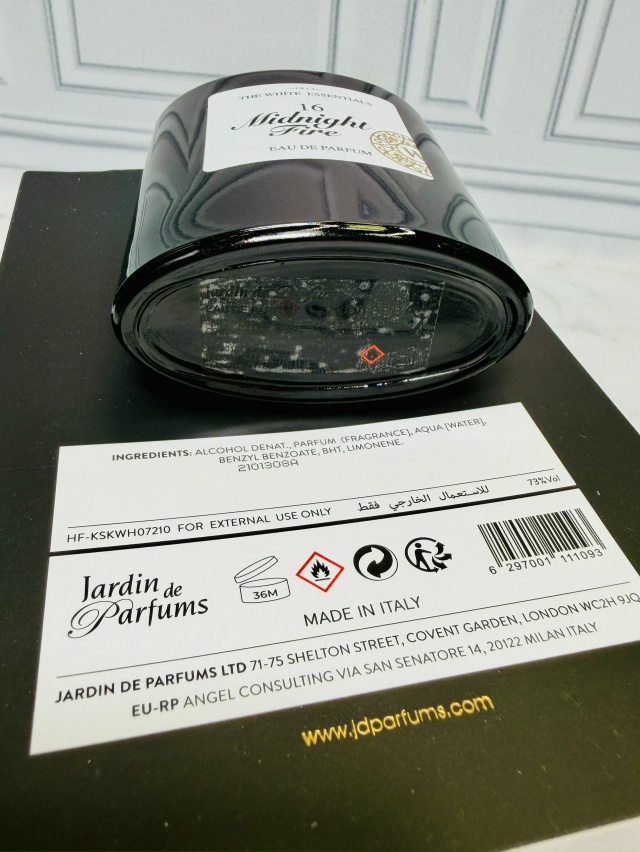 THE WHITE ESSENTIALS
16
Midnight
Fire
EAU DE PARFUM
INGREDIENTS: ALCOHOL DENAT., PARFUM (FRAGRANCE), AQUA [WATER],
BENZYL BENZOATE, BHT, LIMONENE.
2101309A
HF-KSKWH07210 FOR EXTERNAL USE ONLY للاستعمال الخارجي فقط 73%Vol
Jardin de
Parfums
36M
6 297001 111093
MADE IN ITALY
JARDIN DE PARFUMS LTD 71-75 SHELTON STREET, COVENT GARDEN, LONDON WC2H 9JQ
EU-RP ANGEL CONSULTING VIA SAN SENATORE 14, 20122 MILAN ITALY
www.jdparfums.com